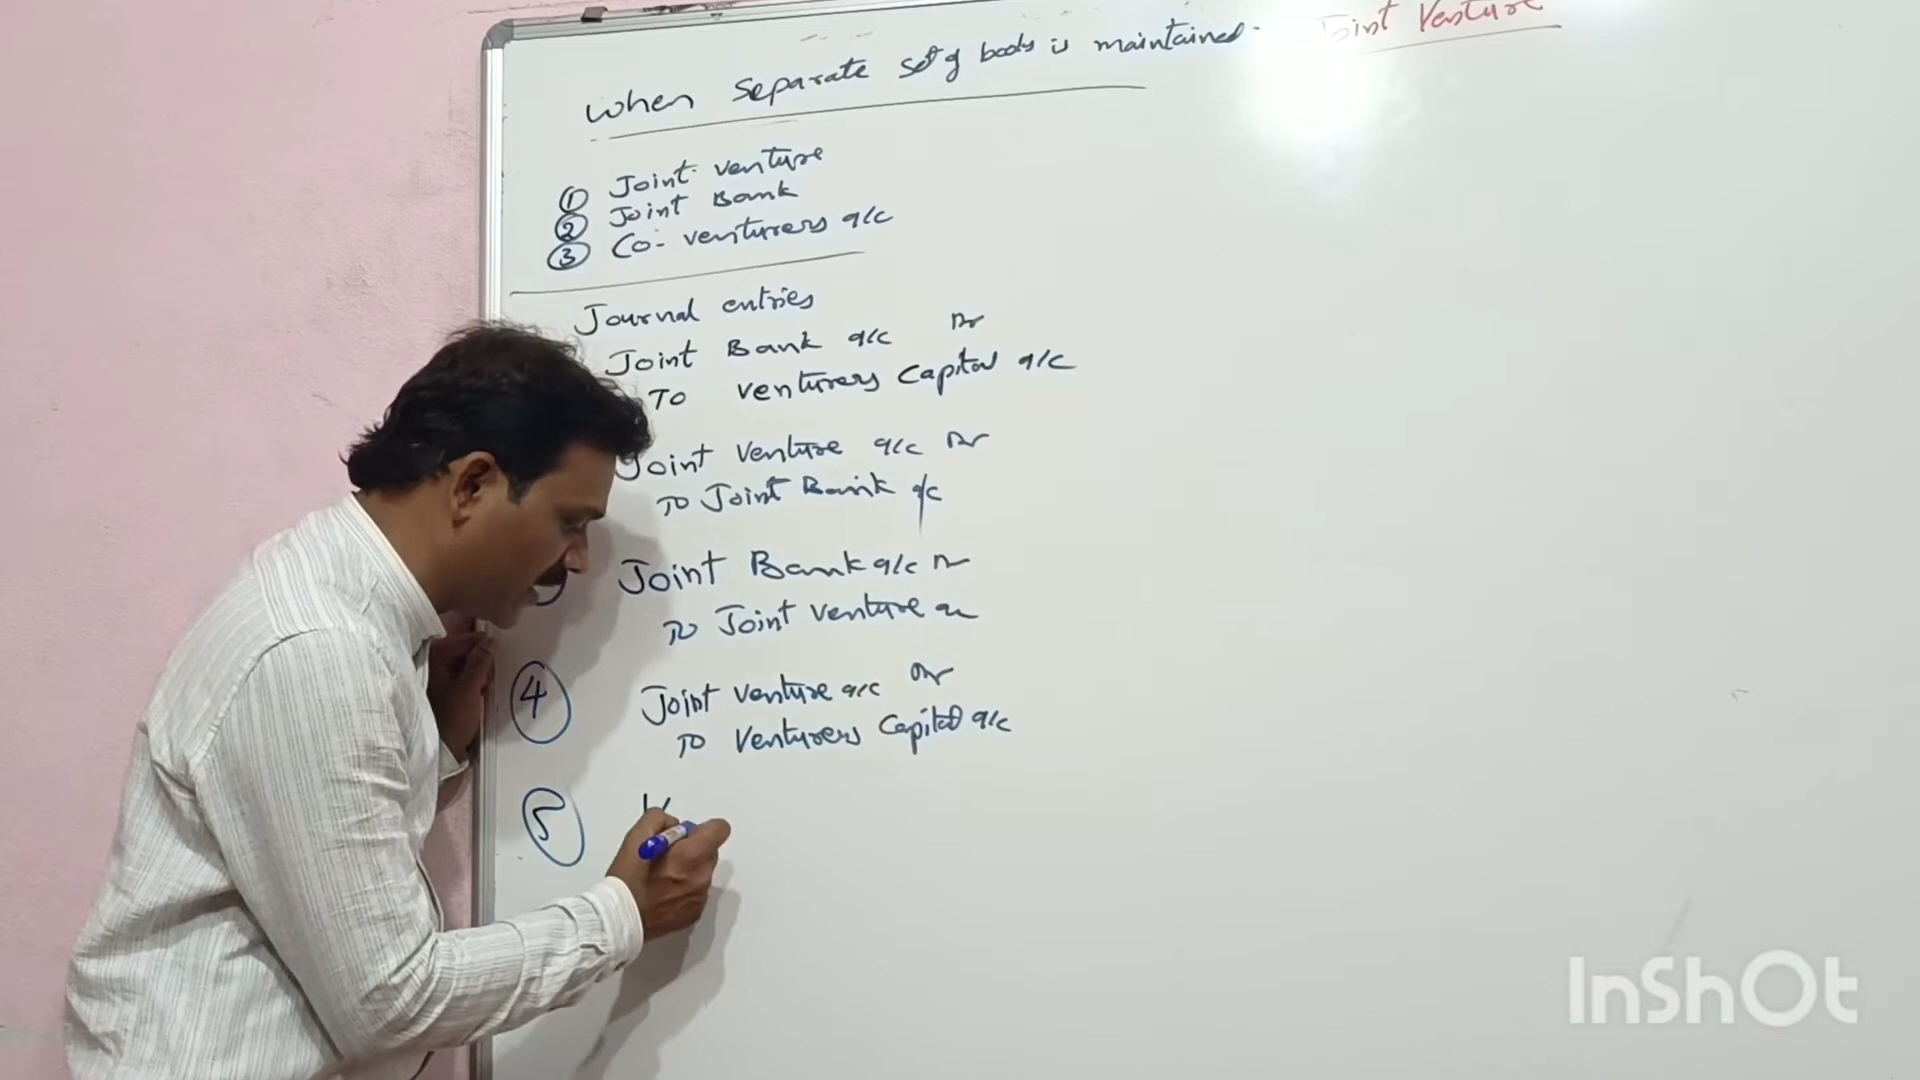 Joint Venture
When separate set of books is maintained.
① Joint venture
② Joint Bank
③ Co-venturers a/c
Journal entries
Joint Bank a/c Dr
To venturers Capital a/c
Joint Venture a/c Dr
To Joint Bank a/c
Joint Bank a/c Dr
To Joint venture a/c
④ Joint venture a/c Dr
To Venturers Capital a/c
⑤ V
InShOt